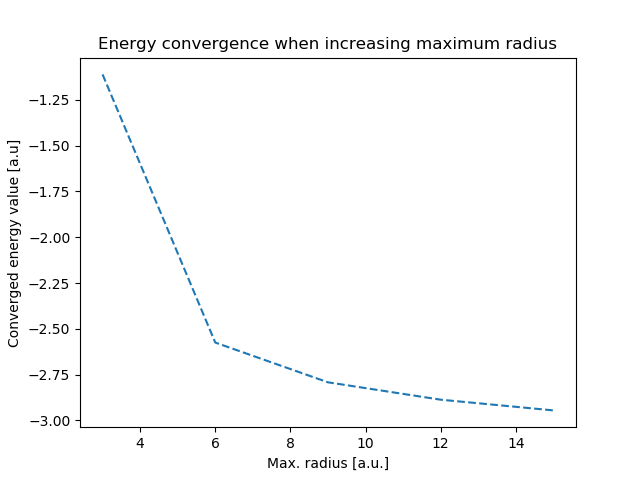 Energy convergence when increasing maximum radius
Converged energy value [a.u]
−1.25
−1.50
−1.75
−2.00
−2.25
−2.50
−2.75
−3.00
4 6 8 10 12 14
Max. radius [a.u.]